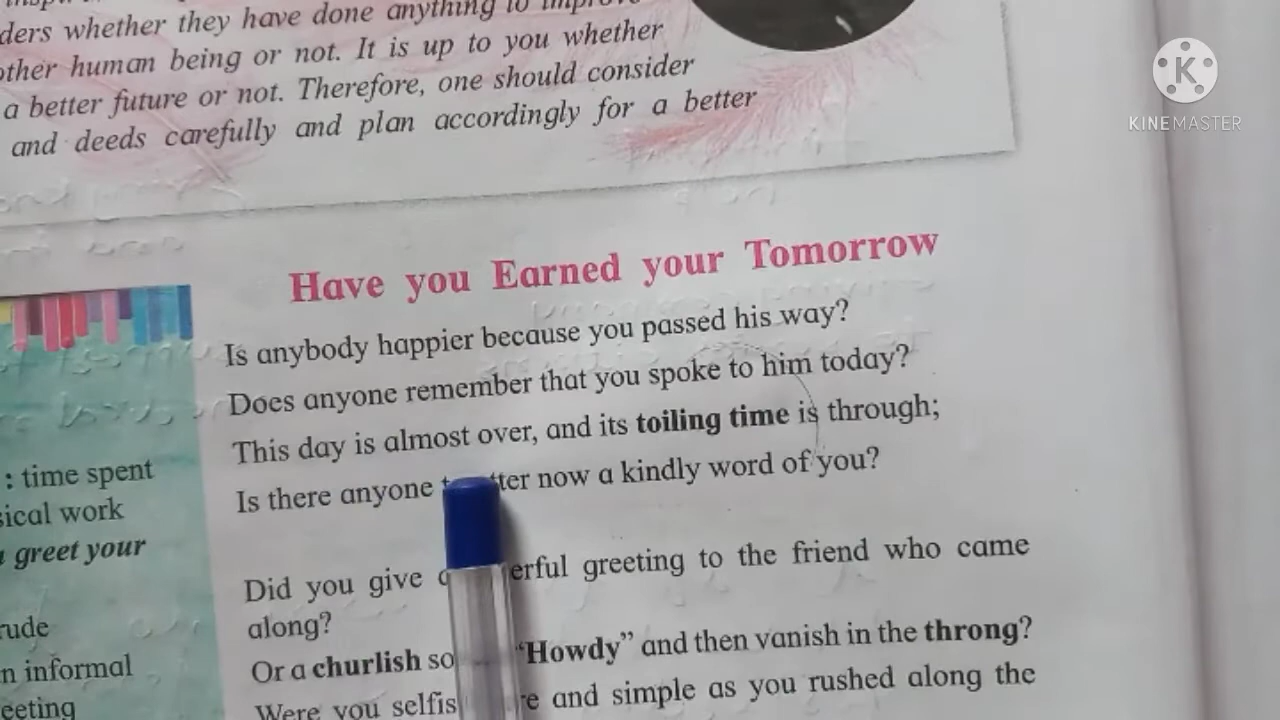 ders whether they have done anything to
other human being or not. It is up to you whether
a better future or not. Therefore, one should consider
and deeds carefully and plan accordingly for a better
KINEMASTER
Have you Earned your Tomorrow
Is anybody happier because you passed his way?
Does anyone remember that you spoke to him today?
This day is almost over, and its toiling time is through;
Is there anyone now a kindly word of you?
: time spent
sical work
greet your
rude
n informal
eeting
Did you give greeting to the friend who came
along?
Or a churlish so "Howdy" and then vanish in the throng?
Were you selfis and simple as you rushed along the